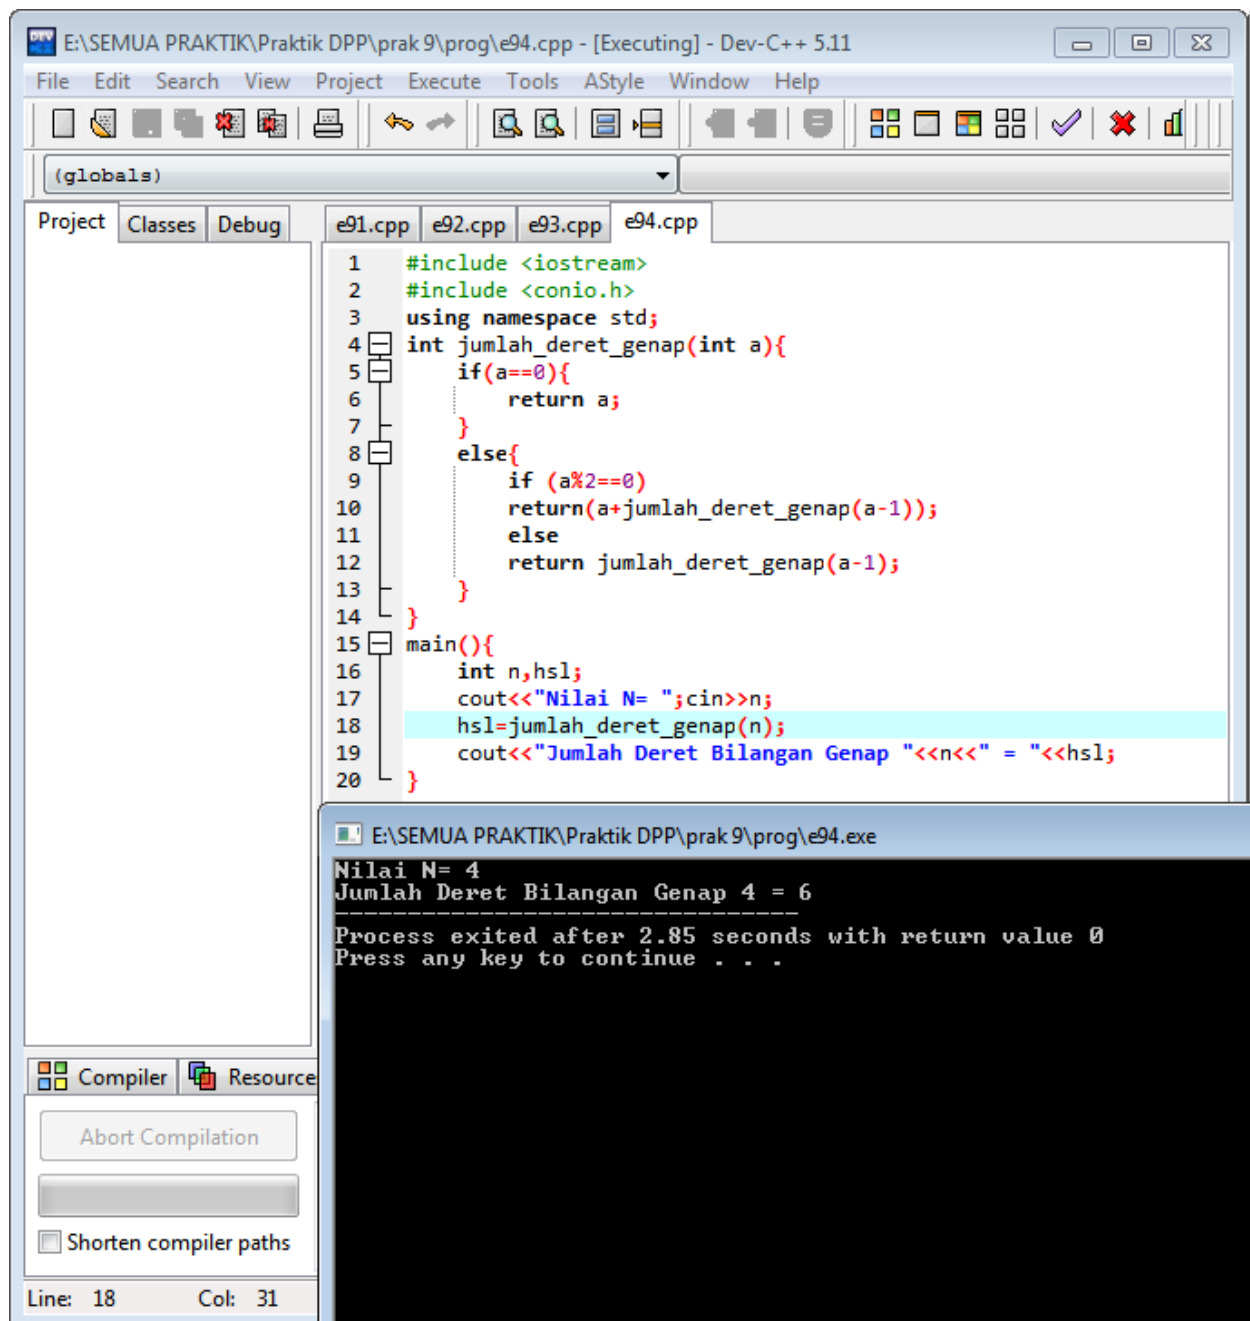 E:\SEMUA PRAKTIK\Praktik DPP\prak 9\prog\e94.cpp - [Executing] - Dev-C++ 5.11
File Edit Search View Project Execute Tools AStyle Window Help
(globals)
Project Classes Debug
e91.cpp e92.cpp e93.cpp e94.cpp
1 #include <iostream>
2 #include <conio.h>
3 using namespace std;
4 int jumlah_deret_genap(int a){
5 if(a==0){
6 return a;
7 }
8 else{
9 if (a%2==0)
10 return(a+jumlah_deret_genap(a-1));
11 else
12 return jumlah_deret_genap(a-1);
13 }
14 }
15 main(){
16 int n,hsl;
17 cout<<"Nilai N= ";cin>>n;
18 hsl=jumlah_deret_genap(n);
19 cout<<"Jumlah Deret Bilangan Genap "<<n<<" = "<<hsl;
20 }
E:\SEMUA PRAKTIK\Praktik DPP\prak 9\prog\e94.exe
Nilai N= 4
Jumlah Deret Bilangan Genap 4 = 6
--------------------------------
Process exited after 2.85 seconds with return value 0
Press any key to continue . . .
Compiler Resource
Abort Compilation
Shorten compiler paths
Line: 18 Col: 31